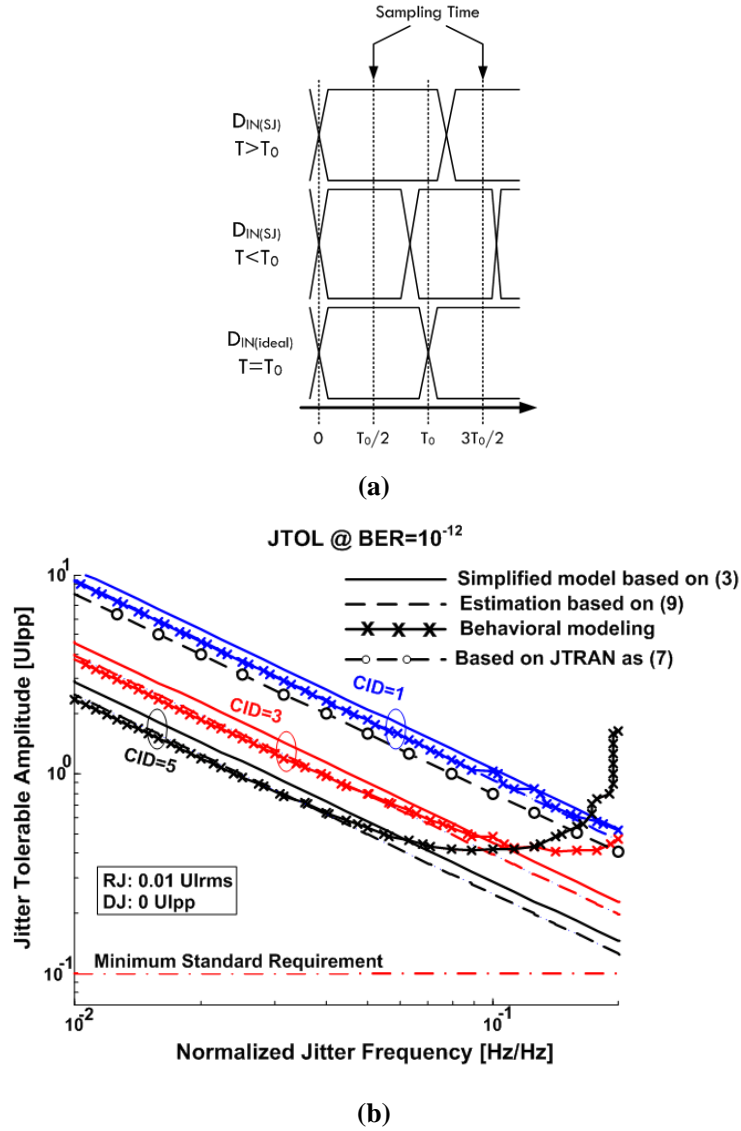 Sampling Time
DIN(SJ)
T>T0
DIN(SJ)
T<T0
DIN(ideal)
T=T0
0 T0/2 T0 3T0/2
(a)
JTOL @ BER=10-12
Simplified model based on (3)
Estimation based on (9)
Behavioral modeling
Based on JTRAN as (7)
CID=1
CID=3
CID=5
RJ: 0.01 UIrms
DJ: 0 UIpp
Minimum Standard Requirement
Jitter Tolerable Amplitude [UIpp]
101
100
10-1
10-2 10-1
Normalized Jitter Frequency [Hz/Hz]
(b)